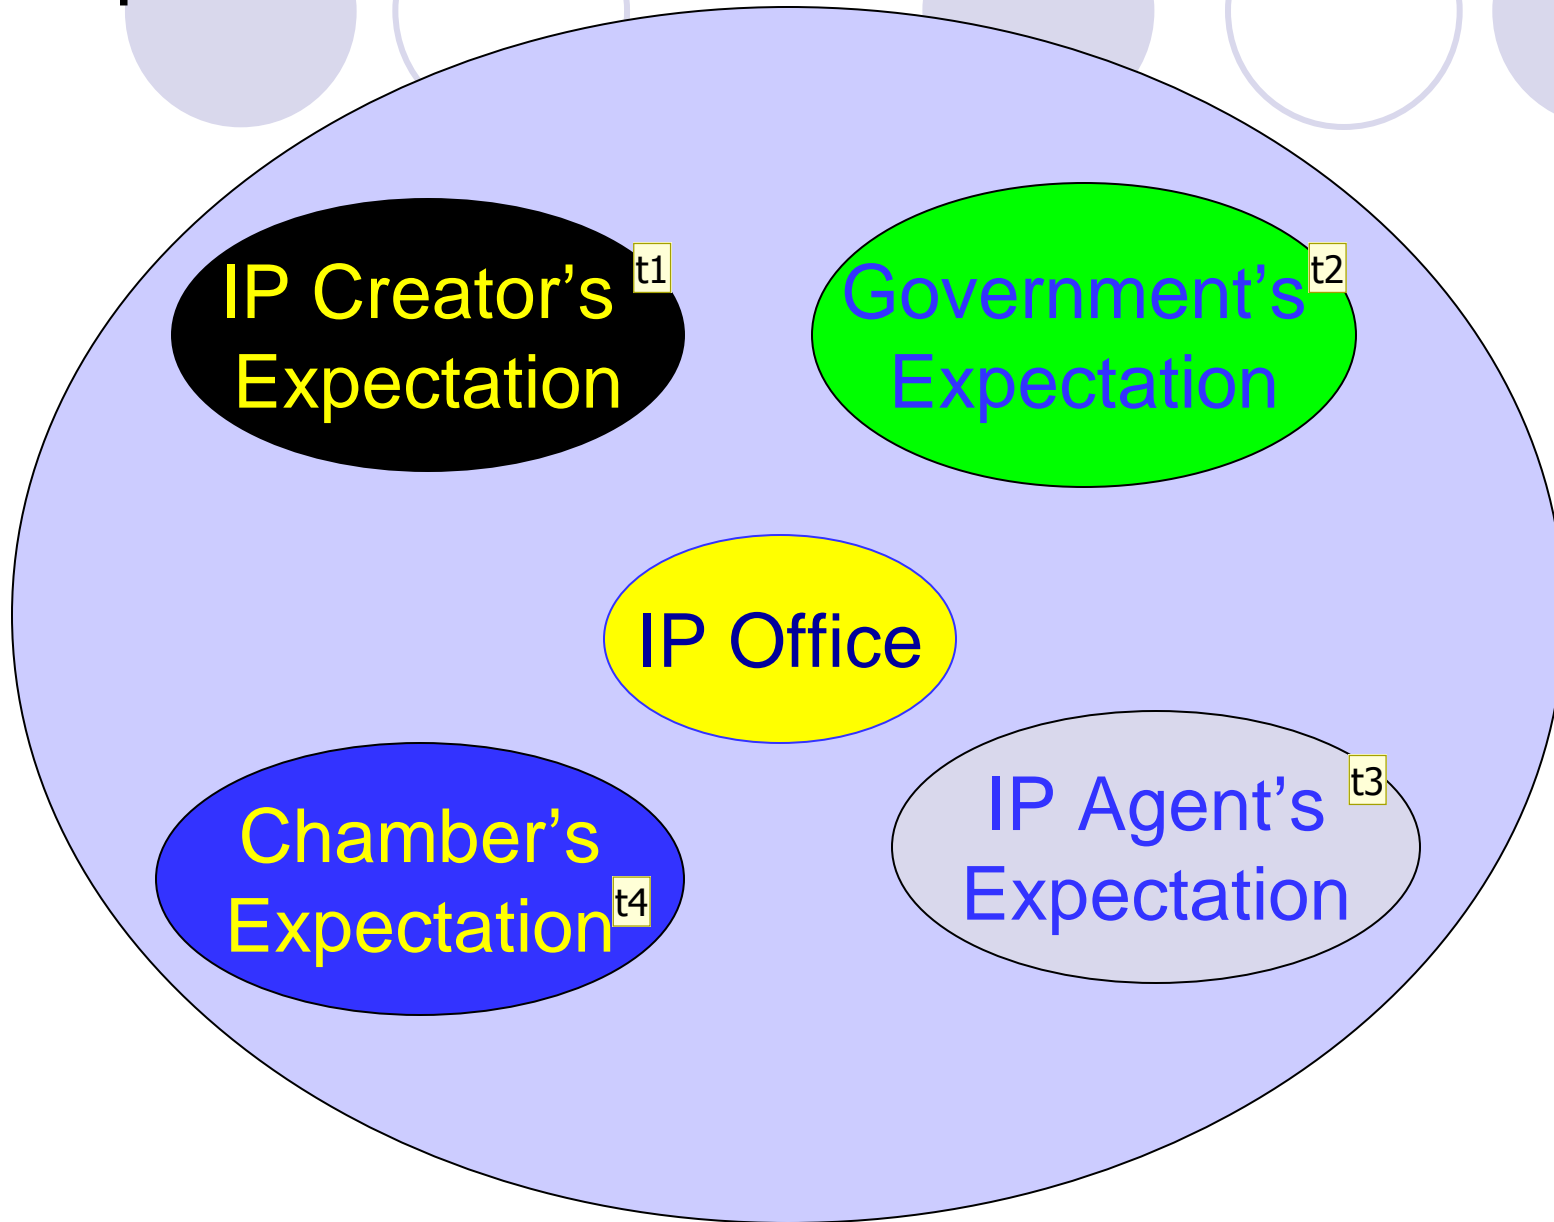 IP Creator’s t1
Expectation
Government’s t2
Expectation
IP Office
Chamber’s
Expectation t4
IP Agent’s t3
Expectation